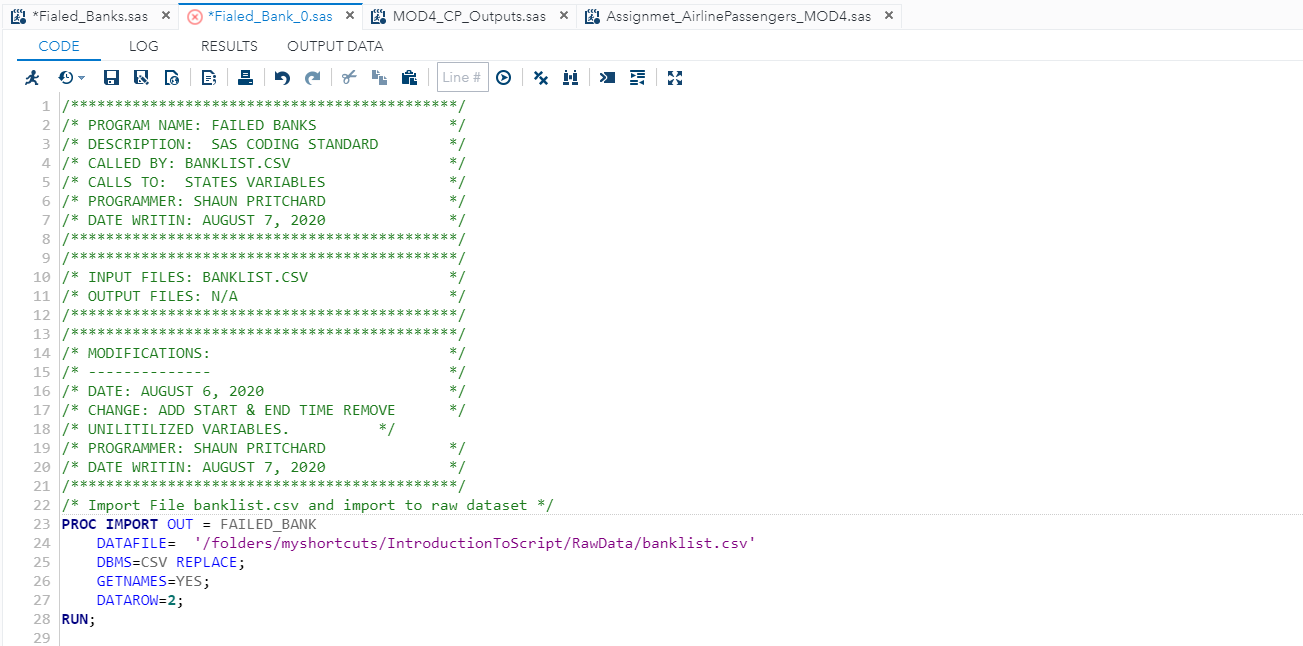 *Fialed_Banks.sas × *Fialed_Bank_0.sas × MOD4_CP_Outputs.sas × Assignmet_AirlinePassengers_MOD4.sas ×
CODE LOG RESULTS OUTPUT DATA
Line #
1 /********************************************/
2 /* PROGRAM NAME: FAILED BANKS */
3 /* DESCRIPTION:  SAS CODING STANDARD */
4 /* CALLED BY: BANKLIST.CSV */
5 /* CALLS TO:  STATES VARIABLES */
6 /* PROGRAMMER: SHAUN PRITCHARD */
7 /* DATE WRITIN: AUGUST 7, 2020 */
8 /********************************************/
9 /********************************************/
10 /* INPUT FILES: BANKLIST.CSV */
11 /* OUTPUT FILES: N/A */
12 /********************************************/
13 /********************************************/
14 /* MODIFICATIONS: */
15 /* -------------- */
16 /* DATE: AUGUST 6, 2020 */
17 /* CHANGE: ADD START & END TIME REMOVE */
18 /* UNILITILIZED VARIABLES. */
19 /* PROGRAMMER: SHAUN PRITCHARD */
20 /* DATE WRITIN: AUGUST 7, 2020 */
21 /********************************************/
22 /* Import File banklist.csv and import to raw dataset */
23 PROC IMPORT OUT = FAILED_BANK
24 DATAFILE=  '/folders/myshortcuts/IntroductionToScript/RawData/banklist.csv'
25 DBMS=CSV REPLACE;
26 GETNAMES=YES;
27 DATAROW=2;
28 RUN;
29